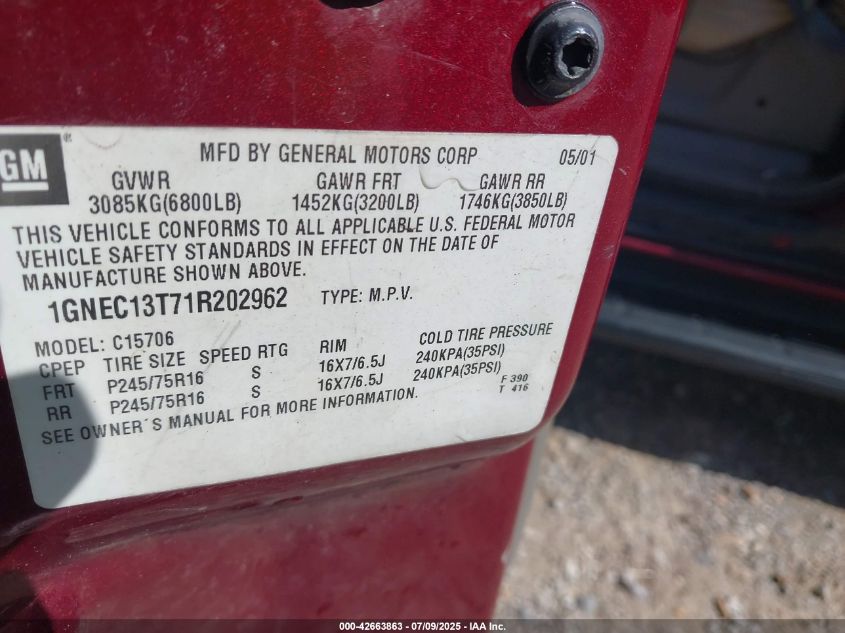 GM®
MFD BY GENERAL MOTORS CORP 05/01
GVWR GAWR FRT GAWR RR
3085KG(6800LB) 1452KG(3200LB) 1746KG(3850LB)
THIS VEHICLE CONFORMS TO ALL APPLICABLE U.S. FEDERAL MOTOR
VEHICLE SAFETY STANDARDS IN EFFECT ON THE DATE OF
MANUFACTURE SHOWN ABOVE.
1GNEC13T71R202962 TYPE: M.P.V.
MODEL: C15706
CPEP TIRE SIZE SPEED RTG RIM COLD TIRE PRESSURE
FRT P245/75R16 S 16X7/6.5J 240KPA(35PSI)
RR P245/75R16 S 16X7/6.5J 240KPA(35PSI)
SEE OWNER´S MANUAL FOR MORE INFORMATION.
F 390
T 416
000-42663863 - 07/09/2025 - IAA Inc.